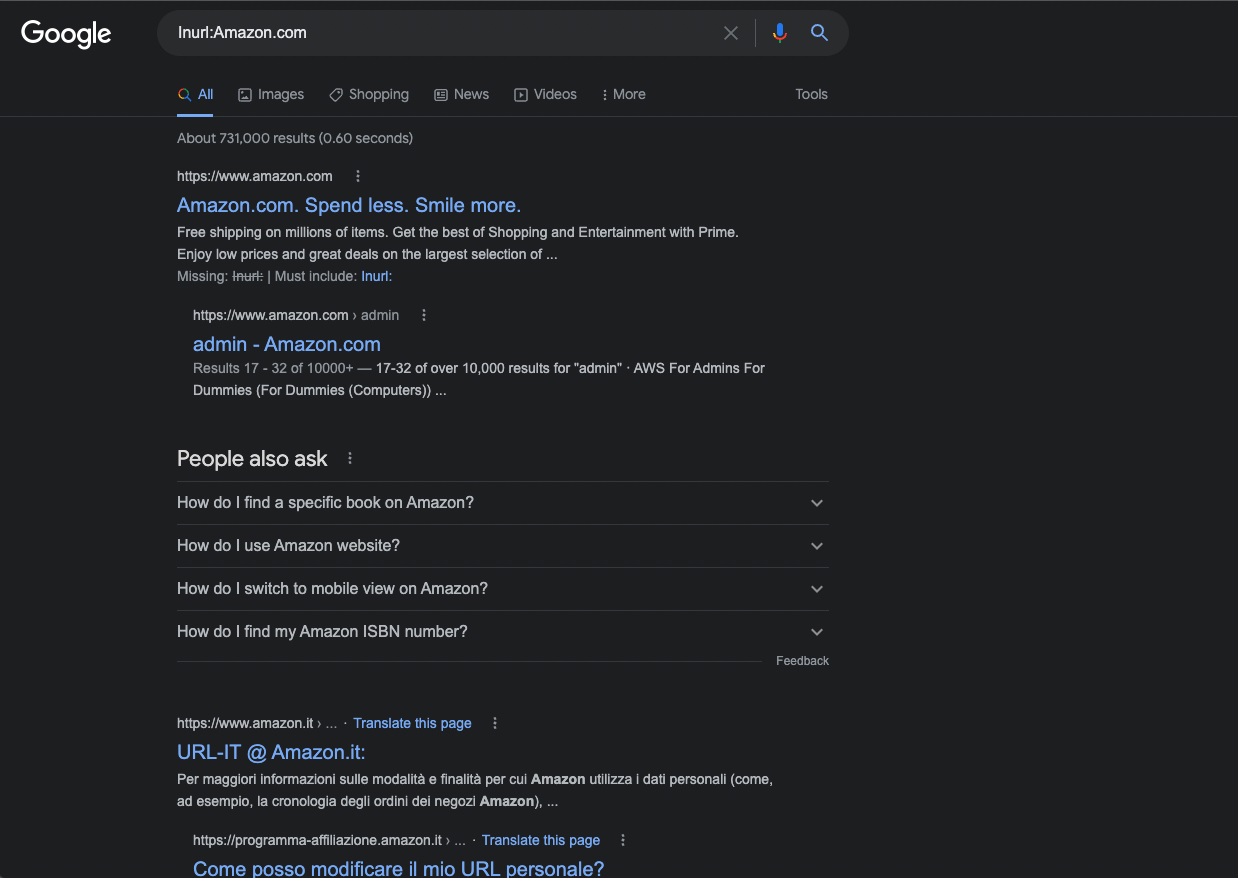 Google
Inurl:Amazon.com
All Images Shopping News Videos More Tools
About 731,000 results (0.60 seconds)
https://www.amazon.com
Amazon.com. Spend less. Smile more.
Free shipping on millions of items. Get the best of Shopping and Entertainment with Prime.
Enjoy low prices and great deals on the largest selection of ...
Missing: Inurl: | Must include: Inurl:
https://www.amazon.com › admin
admin - Amazon.com
Results 17 - 32 of 10000+ — 17-32 of over 10,000 results for "admin" · AWS For Admins For
Dummies (For Dummies (Computers)) ...
People also ask
How do I find a specific book on Amazon?
How do I use Amazon website?
How do I switch to mobile view on Amazon?
How do I find my Amazon ISBN number?
Feedback
https://www.amazon.it › ... · Translate this page
URL-IT @ Amazon.it:
Per maggiori informazioni sulle modalità e finalità per cui Amazon utilizza i dati personali (come,
ad esempio, la cronologia degli ordini dei negozi Amazon), ...
https://programma-affiliazione.amazon.it › ... · Translate this page
Come posso modificare il mio URL personale?